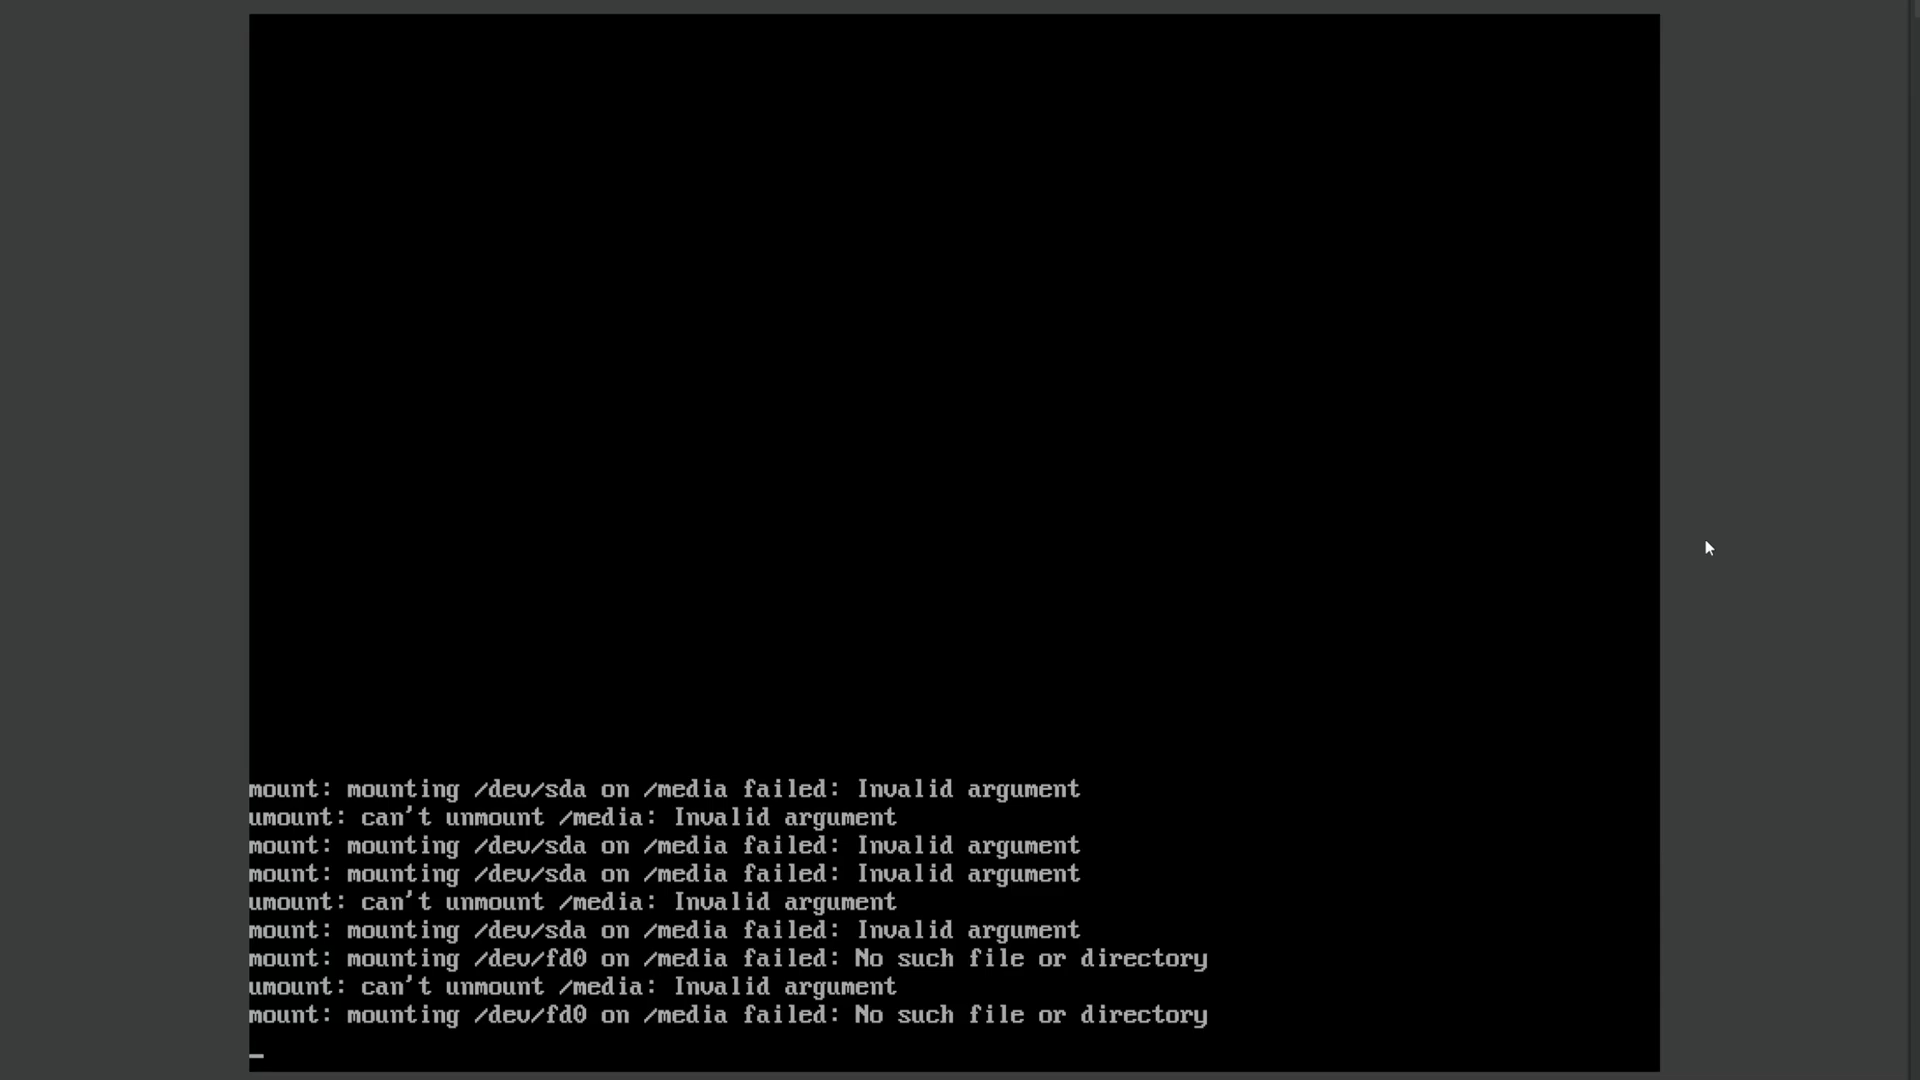 mount: mounting /dev/sda on /media failed: Invalid argument
umount: can't unmount /media: Invalid argument
mount: mounting /dev/sda on /media failed: Invalid argument
mount: mounting /dev/sda on /media failed: Invalid argument
umount: can't unmount /media: Invalid argument
mount: mounting /dev/sda on /media failed: Invalid argument
mount: mounting /dev/fd0 on /media failed: No such file or directory
umount: can't unmount /media: Invalid argument
mount: mounting /dev/fd0 on /media failed: No such file or directory
_